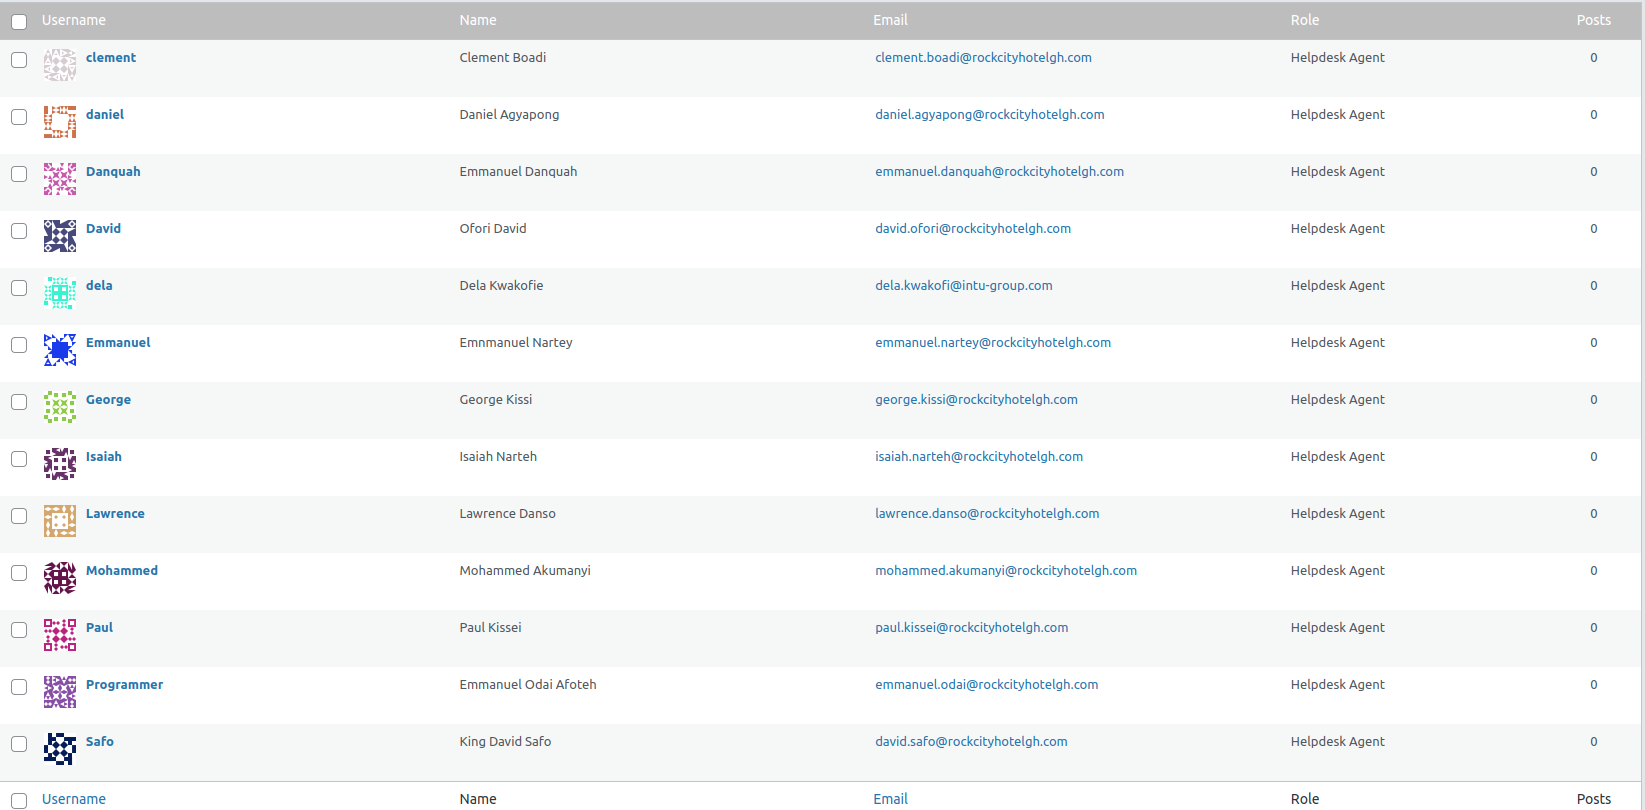 Username Name Email Role Posts
clement Clement Boadi clement.boadi@rockcityhotelgh.com Helpdesk Agent 0
daniel Daniel Agyapong daniel.agyapong@rockcityhotelgh.com Helpdesk Agent 0
Danquah Emmanuel Danquah emmanuel.danquah@rockcityhotelgh.com Helpdesk Agent 0
David Ofori David david.ofori@rockcityhotelgh.com Helpdesk Agent 0
dela Dela Kwakofie dela.kwakofi@intu-group.com Helpdesk Agent 0
Emmanuel Emnmanuel Nartey emmanuel.nartey@rockcityhotelgh.com Helpdesk Agent 0
George George Kissi george.kissi@rockcityhotelgh.com Helpdesk Agent 0
Isaiah Isaiah Narteh isaiah.narteh@rockcityhotelgh.com Helpdesk Agent 0
Lawrence Lawrence Danso lawrence.danso@rockcityhotelgh.com Helpdesk Agent 0
Mohammed Mohammed Akumanyi mohammed.akumanyi@rockcityhotelgh.com Helpdesk Agent 0
Paul Paul Kissei paul.kissei@rockcityhotelgh.com Helpdesk Agent 0
Programmer Emmanuel Odai Afoteh emmanuel.odai@rockcityhotelgh.com Helpdesk Agent 0
Safo King David Safo david.safo@rockcityhotelgh.com Helpdesk Agent 0
Username Name Email Role Posts